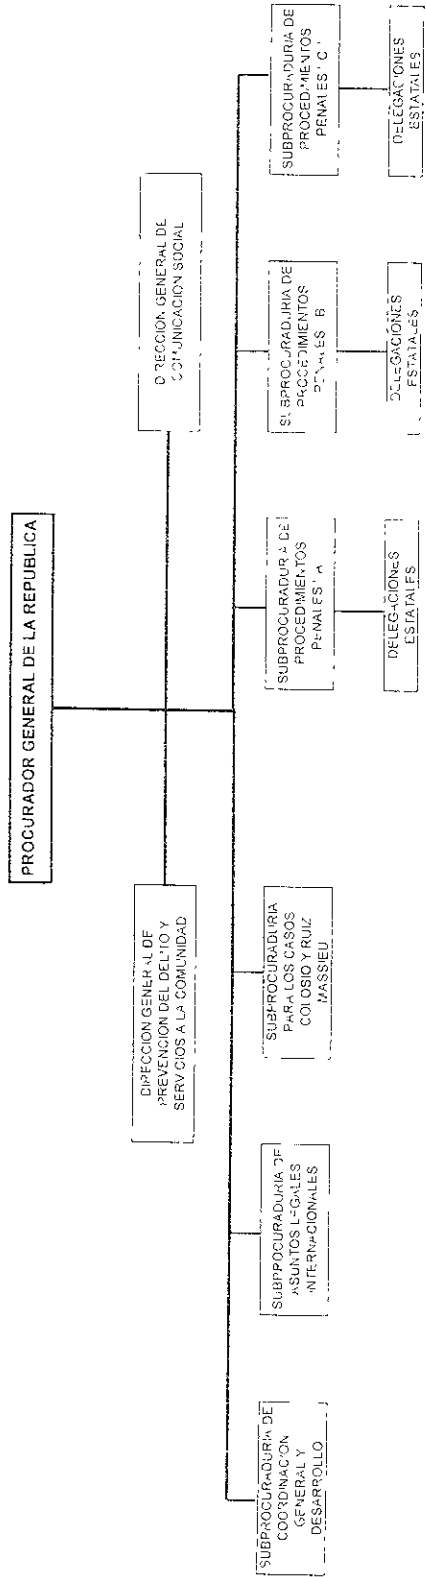 PROCURADOR GENERAL DE LA REPUBLICA
DIRECCION GENERAL DE
PREVENCION DEL DELITO Y
SERVICIOS A LA COMUNIDAD
DIRECCION GENERAL DE
COMUNICACION SOCIAL
SUBPROCURADURIA DE
COORDINACION
GENERAL Y
DESARROLLO
SUBPROCURADURIA DE
ASUNTOS LEGALES
INTERNACIONALES
SUBPROCURADURIA
PARA LOS CASOS
COLOSIO Y RUIZ
MASSIEU
SUBPROCURADURIA DE
PROCEDIMIENTOS
PENALES 'A'
SUBPROCURADURIA DE
PROCEDIMIENTOS
PENALES 'B'
SUBPROCURADURIA DE
PROCEDIMIENTOS
PENALES 'C'
DELEGACIONES
ESTATALES
DELEGACIONES
ESTATALES
DELEGACIONES
ESTATALES